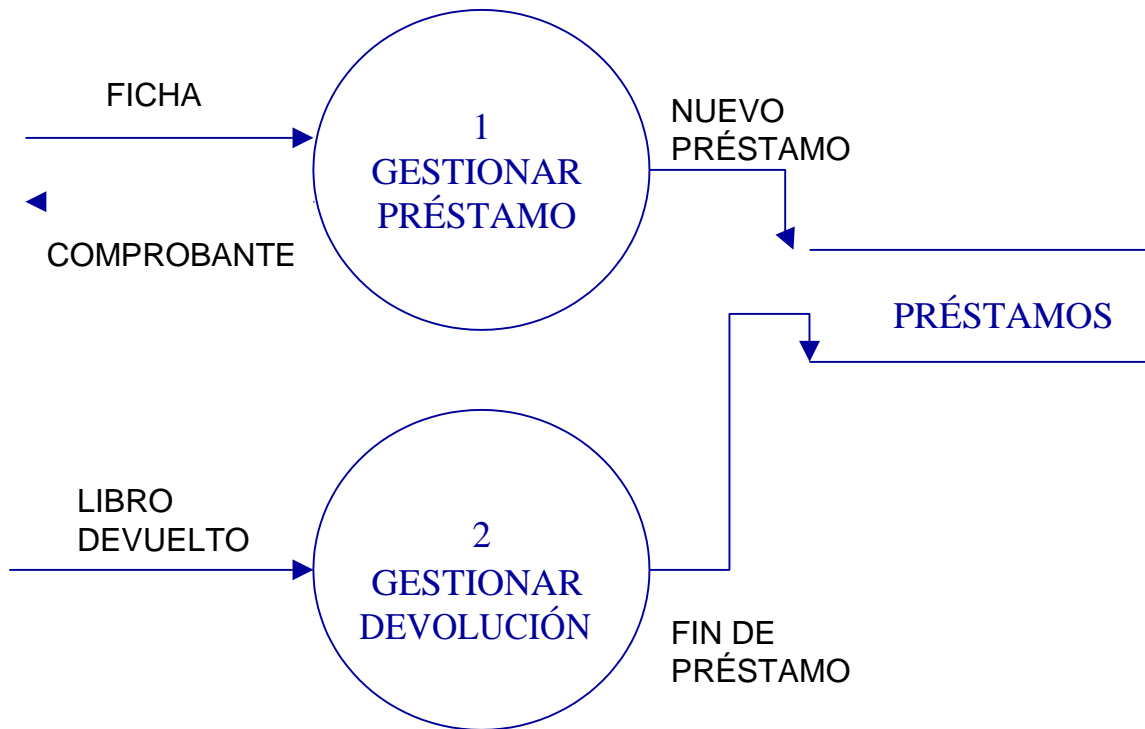 FICHA
1
GESTIONAR
PRÉSTAMO
NUEVO
PRÉSTAMO
COMPROBANTE
PRÉSTAMOS
LIBRO
DEVUELTO
2
GESTIONAR
DEVOLUCIÓN
FIN DE
PRÉSTAMO